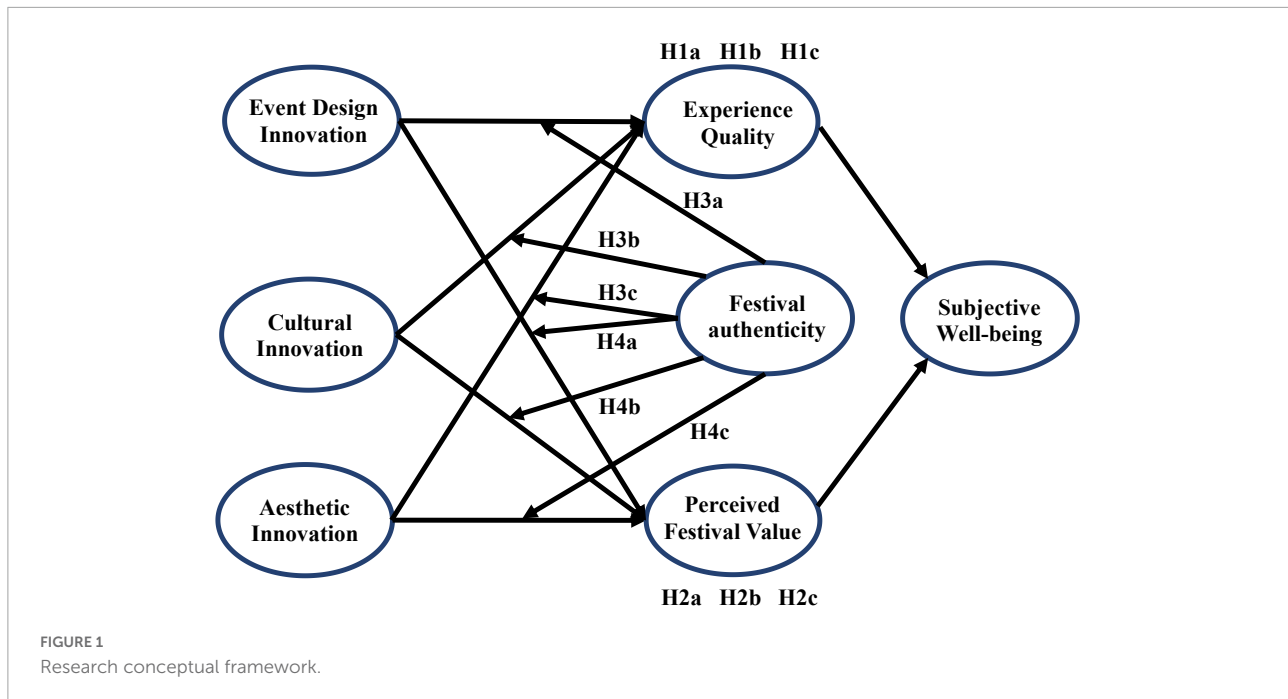 H1a H1b H1c
Event Design
Innovation
Experience
Quality
H3a
H3b
H3c
Cultural
Innovation
Festival
authenticity
Subjective
Well-being
H4a
H4b
H4c
Aesthetic
Innovation
Perceived
Festival Value
H2a H2b H2c
FIGURE 1
Research conceptual framework.